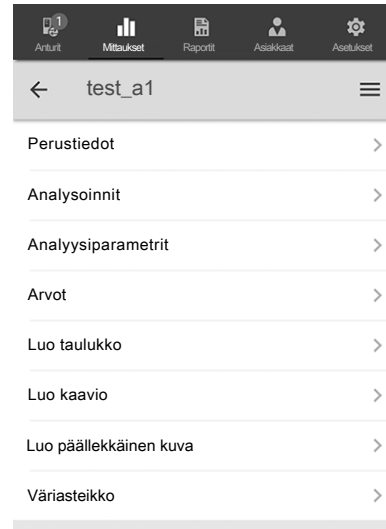 1
Anturit Mittaukset Raportit Asiakkaat Asetukset
test_a1
Perustiedot
Analysoinnit
Analyysiparametrit
Arvot
Luo taulukko
Luo kaavio
Luo päällekkäinen kuva
Väriasteikko